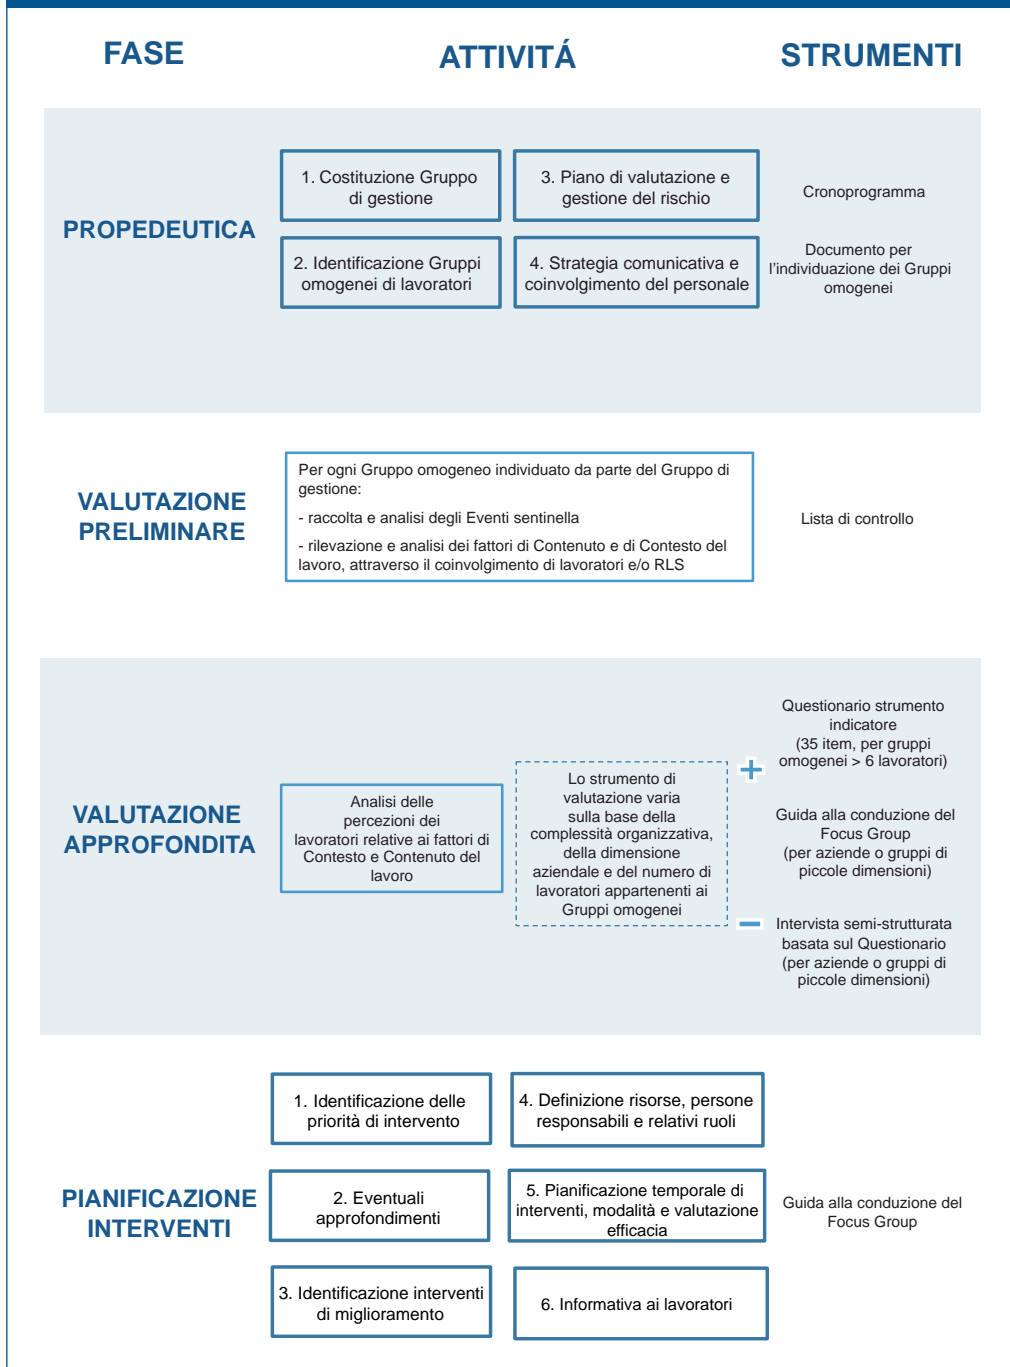 FASE
ATTIVITÁ
STRUMENTI
PROPEDEUTICA
1. Costituzione Gruppo
di gestione
3. Piano di valutazione e
gestione del rischio
2. Identificazione Gruppi
omogenei di lavoratori
4. Strategia comunicativa e
coinvolgimento del personale
Cronoprogramma
Documento per
l'individuazione dei Gruppi
omogenei
VALUTAZIONE
PRELIMINARE
Per ogni Gruppo omogeneo individuato da parte del Gruppo di
gestione:
- raccolta e analisi degli Eventi sentinella
- rilevazione e analisi dei fattori di Contenuto e di Contesto del
lavoro, attraverso il coinvolgimento di lavoratori e/o RLS
Lista di controllo
VALUTAZIONE
APPROFONDITA
Analisi delle
percezioni dei
lavoratori relative ai fattori di
Contesto e Contenuto del
lavoro
Lo strumento di
valutazione varia
sulla base della
complessità organizzativa,
della dimensione
aziendale e del numero di
lavoratori appartenenti ai
Gruppi omogenei
+
Questionario strumento
indicatore
(35 item, per gruppi
omogenei > 6 lavoratori)
Guida alla conduzione del
Focus Group
(per aziende o gruppi di
piccole dimensioni)
−
Intervista semi-strutturata
basata sul Questionario
(per aziende o gruppi di
piccole dimensioni)
PIANIFICAZIONE
INTERVENTI
1. Identificazione delle
priorità di intervento
4. Definizione risorse, persone
responsabili e relativi ruoli
2. Eventuali
approfondimenti
5. Pianificazione temporale di
interventi, modalità e valutazione
efficacia
3. Identificazione interventi
di miglioramento
6. Informativa ai lavoratori
Guida alla conduzione del
Focus Group